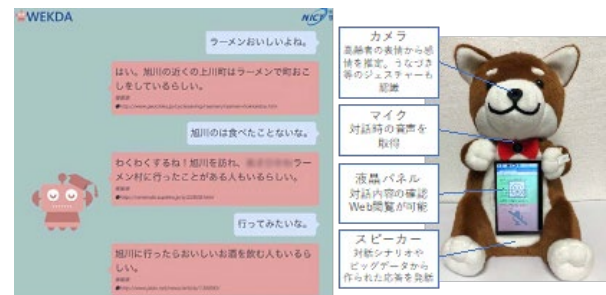 WEKDA
NICT
ラーメンおいしいよね。
はい。旭川の近くの上川町はラーメンで町おこ
しをしているらしい。
旭川のは食べたことないな。
わくわくするね！旭川を訪れ、
ラー
メン村に行ったことがある人もいるらしい。
行ってみたいな。
旭川に行ったらおいしいお酒を飲む人もいるら
しい。
カメラ
高齢者の表情から感
情を推定。うなづき
等のジェスチャーも
認識
マイク
対話時の音声を
取得
液晶パネル
対話内容の確認
Web閲覧が可能
スピーカー
対話シナリオや
ビッグデータから
作られた応答を発話